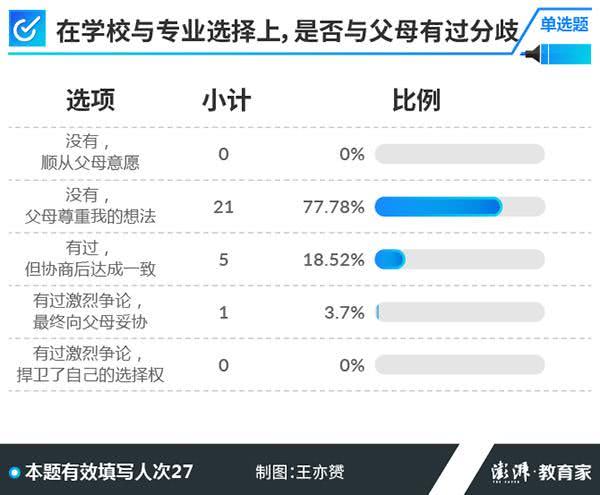 在学校与专业选择上，是否与父母有过分歧
单选题
选项 小计 比例
没有，
顺从父母意愿
0 0%
没有，
父母尊重我的想法
21 77.78%
有过，
但协商后达成一致
5 18.52%
有过激烈争论，
最终向父母妥协
1 3.7%
有过激烈争论，
捍卫了自己的选择权
0 0%
本题有效填写人次27
制图：王亦赟
澎湃·教育家
THE PAPER